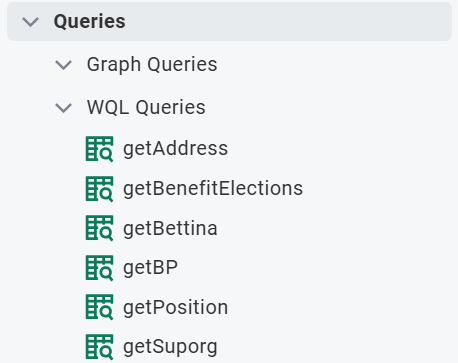 Queries
Graph Queries
WQL Queries
getAddress
getBenefitElections
getBettina
getBP
getPosition
getSuporg